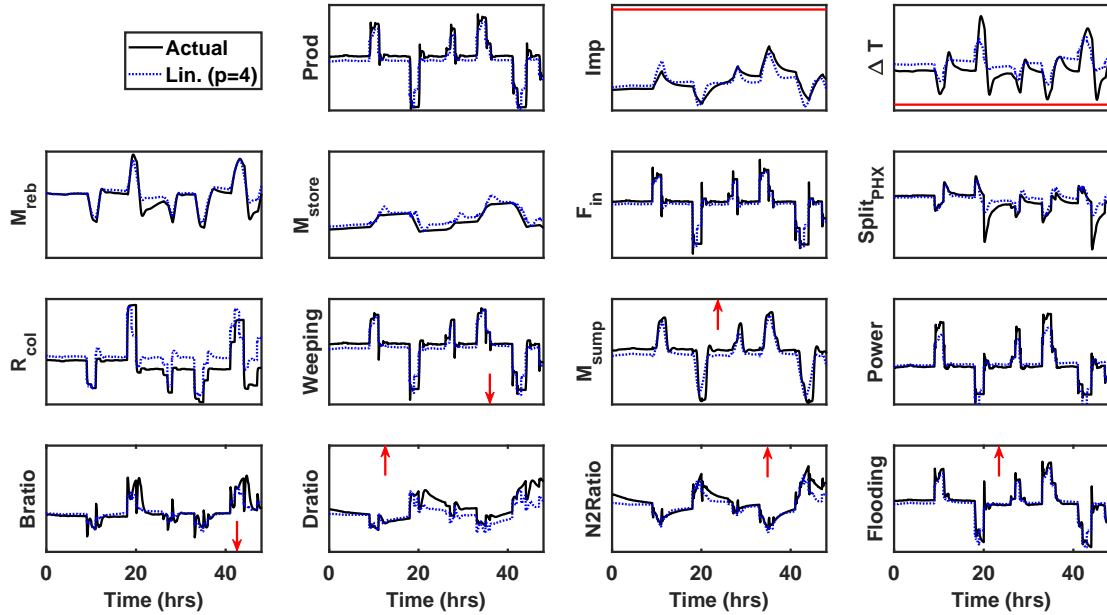 Actual
Lin. (p=4)
Prod
Imp
Δ T
M_reb
M_store
F_in
Split_PHX
R_col
Weeping
M_sump
Power
Bratio
Dratio
N2Ratio
Flooding
0 20 40
0 20 40
0 20 40
0 20 40
Time (hrs)
Time (hrs)
Time (hrs)
Time (hrs)